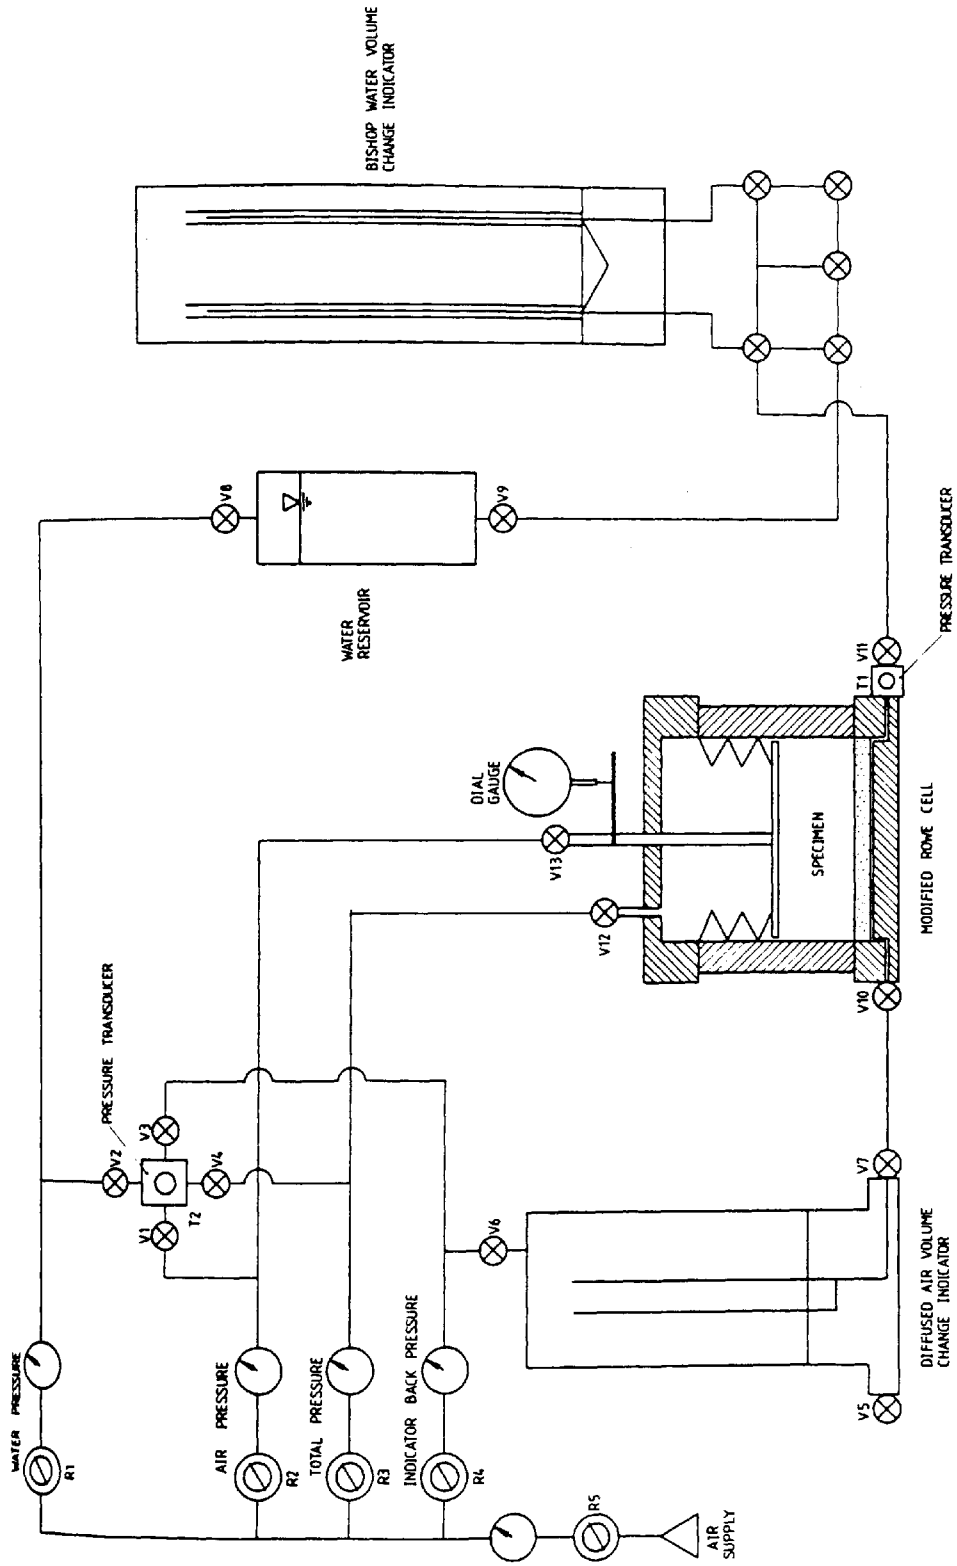 WATER PRESSURE
R1
AIR PRESSURE
R2
TOTAL PRESSURE
R3
INDICATOR BACK PRESSURE
R4
R5
AIR
SUPPLY
PRESSURE TRANSDUCER
V2
V1
V3
V4
T2
V6
V5
V7
DIFFUSED AIR VOLUME
CHANGE INDICATOR
V8
V9
WATER
RESERVOIR
DIAL
GAUGE
V13
V12
SPECIMEN
V10
T1
V11
MODIFIED ROWE CELL
PRESSURE TRANSDUCER
BISHOP WATER VOLUME
CHANGE INDICATOR